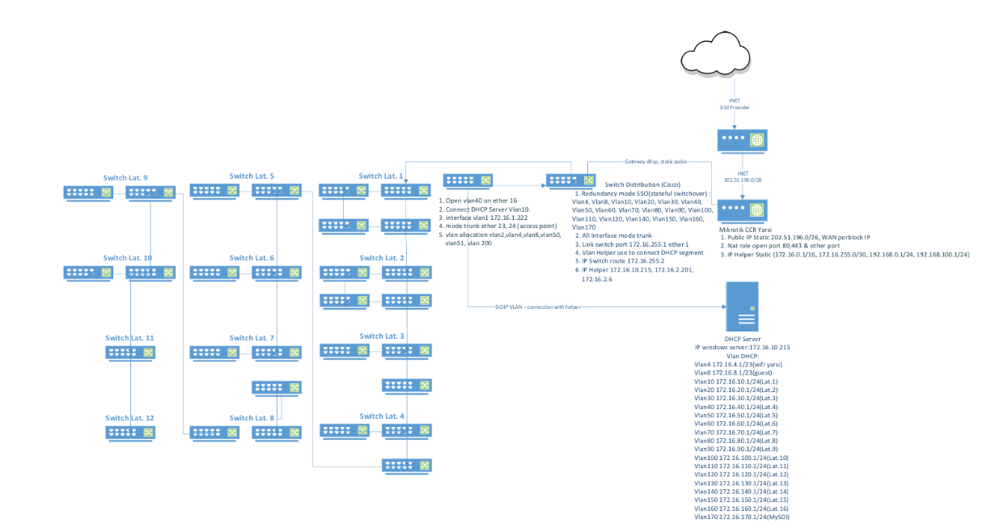 INET
JLM Provider
INET
202.51.196.0/28
Gateway dhcp, static pubic
Switch Lat. 9
Switch Lat. 5
Switch Lat. 1
Switch Lat. 10
Switch Lat. 6
Switch Lat. 2
Switch Lat. 11
Switch Lat. 7
Switch Lat. 3
Switch Lat. 12
Switch Lat. 8
Switch Lat. 4
1. Open vlan40 on ether 16
2. Connect DHCP Server Vlan10.
3. interface vlan1 172.16.1.222
4. mode trunk ether 23, 24 (access point)
5. vlan allocation vlan2,vlan4,vlan8,vlan50,
vlan51, vlan 200
Switch Distribution (Cisco)
1. Redundancy mode SSO(stateful switchover) :
Vlan4, Vlan8, Vlan10, Vlan20, Vlan30, Vlan40,
Vlan50, Vlan60, Vlan70, Vlan80, Vlan90, Vlan100,
Vlan110, Vlan120, Vlan140, Vlan150, Vlan160,
Vlan170
2. All Interface mode trunk
3. Link switch port 172.16.255.1 ether 1
4. Vlan Helper use to connect DHCP segment
5. IP Switch route 172.16.255.2
6. IP Helper 172.16.10.215, 172.16.2.201,
172.16.2.6
Mikrotik CCR Yarsi
1. Public IP Static 202.51.196.0/26, WAN perblock IP
2. Nat role open port 80,443 & other port
3. IP Helper Static (172.16.0.1/16, 172.16.255.0/30, 192.168.0.1/24, 192.168.100.1/24)
VLAN – connection with helper
DHCP Server
IP windows server:172.16.10.215
Vlan DHCP:
Vlan4 172.16.4.1/23(wifi yarsi)
Vlan8 172.16.8.1/23(guest)
Vlan10 172.16.10.1/24(Lat.1)
Vlan20 172.16.20.1/24(Lat.2)
Vlan30 172.16.30.1/24(Lat.3)
Vlan40 172.16.40.1/24(Lat.4)
Vlan50 172.16.50.1/24(Lat.5)
Vlan60 172.16.60.1/24(Lat.6)
Vlan70 172.16.70.1/24(Lat.7)
Vlan80 172.16.80.1/24(Lat.8)
Vlan90 172.16.90.1/24(Lat.9)
Vlan100 172.16.100.1/24(Lat.10)
Vlan110 172.16.110.1/24(Lat.11)
Vlan120 172.16.120.1/24(Lat.12)
Vlan130 172.16.130.1/24(Lat.13)
Vlan140 172.16.140.1/24(Lat.14)
Vlan150 172.16.150.1/24(Lat.15)
Vlan160 172.16.160.1/24(Lat.16)
Vlan170 172.16.170.1/24(MySDI)